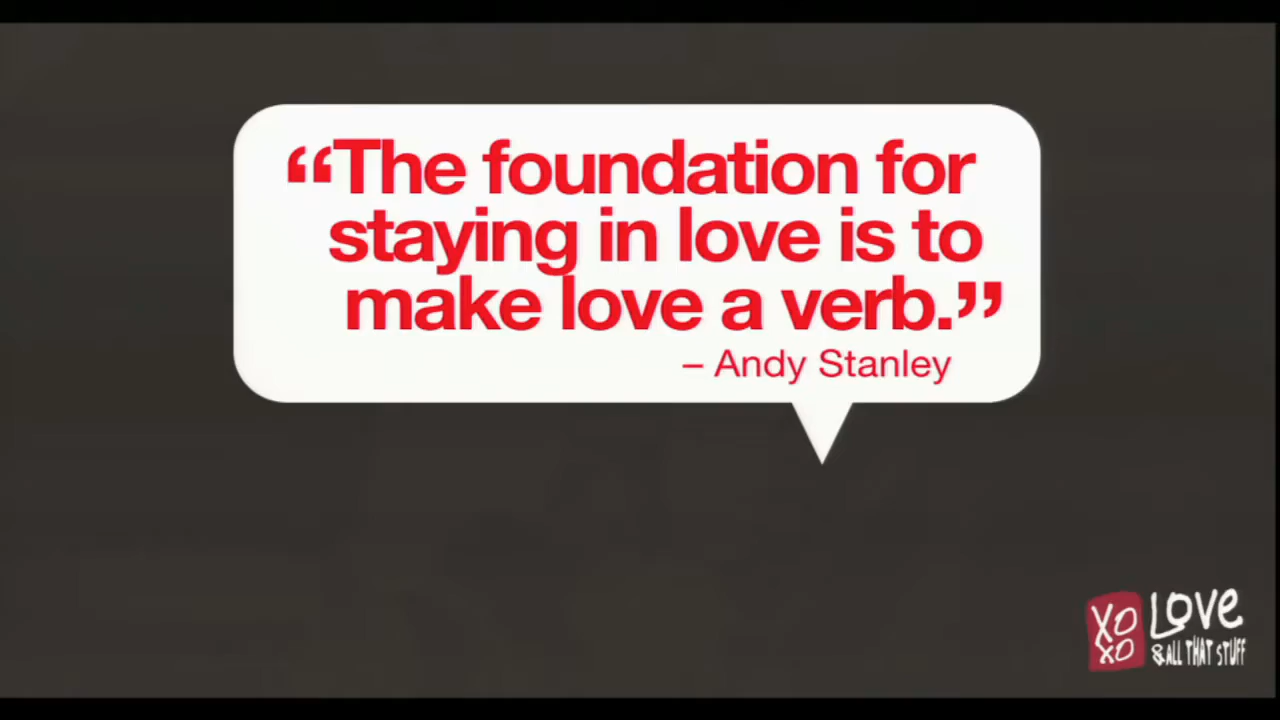 “The foundation for
staying in love is to
make love a verb.”
– Andy Stanley
XO
XO
LOVE
& ALL THAT STUFF